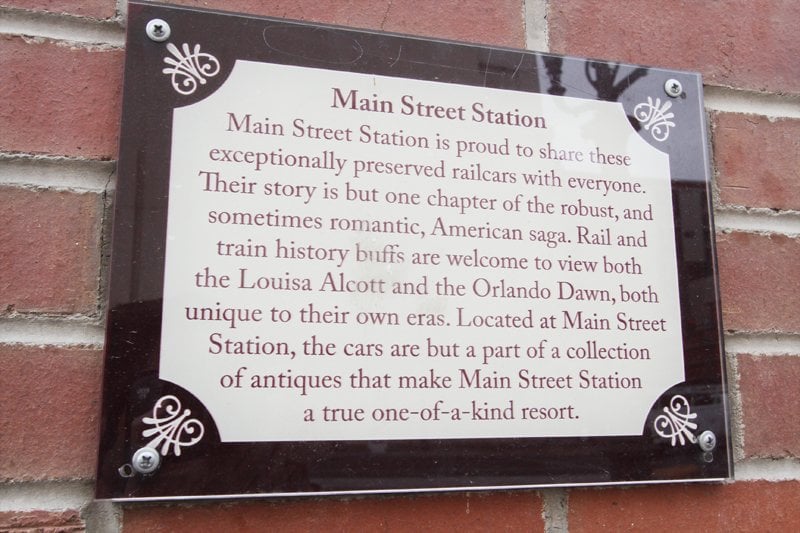 Main Street Station
Main Street Station is proud to share these
exceptionally preserved railcars with everyone.
Their story is but one chapter of the robust, and
sometimes romantic, American saga. Rail and
train history buffs are welcome to view both
the Louisa Alcott and the Orlando Dawn, both
unique to their own eras. Located at Main Street
Station, the cars are but a part of a collection
of antiques that make Main Street Station
a true one-of-a-kind resort.